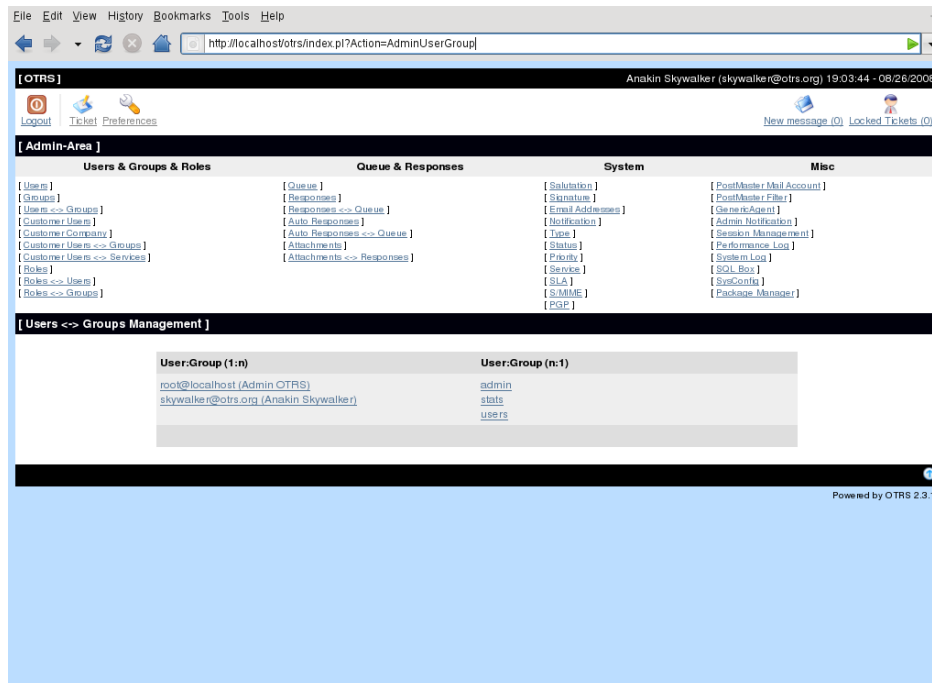 File Edit View History Bookmarks Tools Help
http://localhost/otrs/index.pl?Action=AdminUserGroup
[ OTRS ]
Anakin Skywalker (skywalker@otrs.org) 19:03:44 - 08/26/2008
Logout Ticket Preferences
New message (0) Locked Tickets (0)
[ Admin-Area ]
Users & Groups & Roles
[ Users ]
[ Groups ]
[ Users <-> Groups ]
[ Customer Users ]
[ Customer Company ]
[ Customer Users <-> Groups ]
[ Customer Users <-> Services ]
[ Roles ]
[ Roles <-> Users ]
[ Roles <-> Groups ]
Queue & Responses
[ Queue ]
[ Responses ]
[ Responses <-> Queue ]
[ Auto Responses ]
[ Auto Responses <-> Queue ]
[ Attachments ]
[ Attachments <-> Responses ]
System
[ Salutation ]
[ Signature ]
[ Email Addresses ]
[ Notification ]
[ Type ]
[ Status ]
[ Priority ]
[ Service ]
[ SLA ]
[ S/MIME ]
[ PGP ]
Misc
[ PostMaster Mail Account ]
[ PostMaster Filter ]
[ GenericAgent ]
[ Admin Notification ]
[ Session Management ]
[ Performance Log ]
[ System Log ]
[ SQL Box ]
[ SysConfig ]
[ Package Manager ]
[ Users <-> Groups Management ]
User:Group (1:n)
root@localhost (Admin OTRS)
skywalker@otrs.org (Anakin Skywalker)
User:Group (n:1)
admin
stats
users
Powered by OTRS 2.3.1